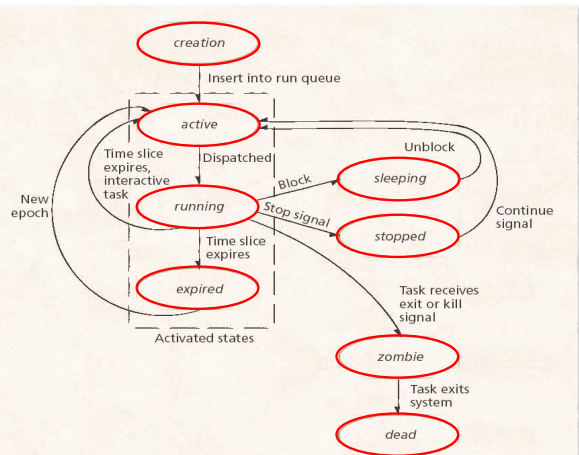 creation
Insert into run queue
active
Time slice
expires,
interactive
task
Dispatched
Unblock
Block
sleeping
New
epoch
running
Stop signal
stopped
Continue
signal
Time slice
expires
expired
Task receives
exit or kill
signal
Activated states
zombie
Task exits
system
dead